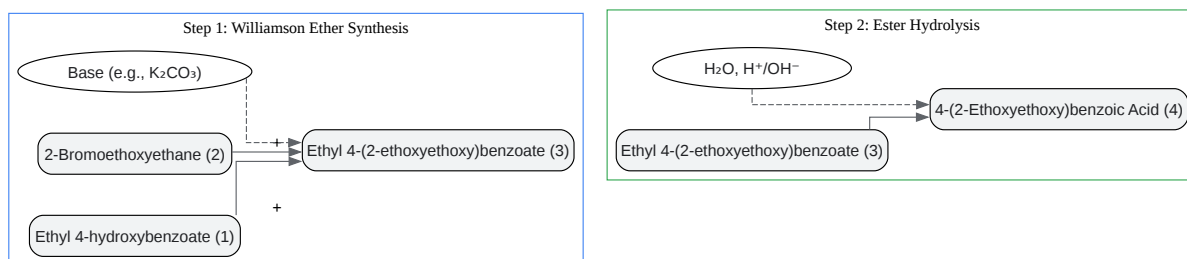 Step 1: Williamson Ether Synthesis
Base (e.g., K₂CO₃)
+
2-Bromoethoxyethane (2)
Ethyl 4-(2-ethoxyethoxy)benzoate (3)
+
Ethyl 4-hydroxybenzoate (1)
Step 2: Ester Hydrolysis
H₂O, H⁺/OH⁻
4-(2-Ethoxyethoxy)benzoic Acid (4)
Ethyl 4-(2-ethoxyethoxy)benzoate (3)